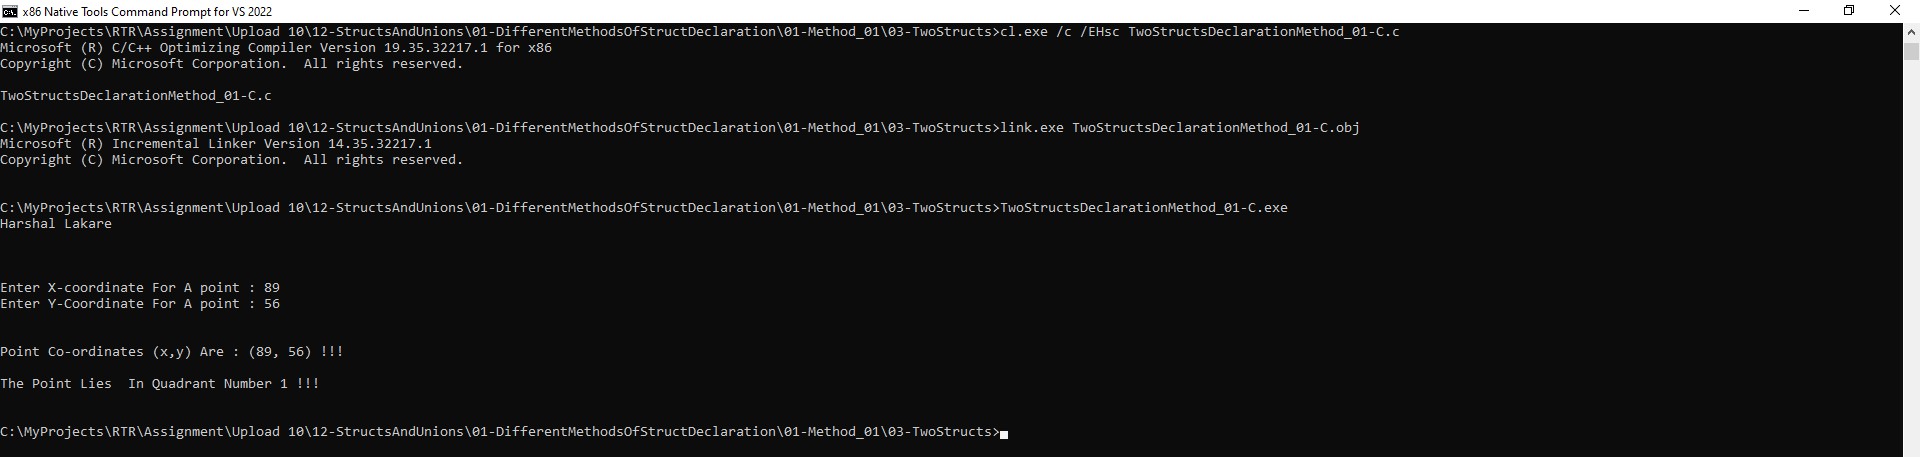 x86 Native Tools Command Prompt for VS 2022
C:\MyProjects\RTR\Assignment\Upload 10\12-StructsAndUnions\01-DifferentMethodsOfStructDeclaration\01-Method_01\03-TwoStructs>cl.exe /c /EHsc TwoStructsDeclarationMethod_01-C.c
Microsoft (R) C/C++ Optimizing Compiler Version 19.35.32217.1 for x86
Copyright (C) Microsoft Corporation.  All rights reserved.
TwoStructsDeclarationMethod_01-C.c
C:\MyProjects\RTR\Assignment\Upload 10\12-StructsAndUnions\01-DifferentMethodsOfStructDeclaration\01-Method_01\03-TwoStructs>link.exe TwoStructsDeclarationMethod_01-C.obj
Microsoft (R) Incremental Linker Version 14.35.32217.1
Copyright (C) Microsoft Corporation.  All rights reserved.
C:\MyProjects\RTR\Assignment\Upload 10\12-StructsAndUnions\01-DifferentMethodsOfStructDeclaration\01-Method_01\03-TwoStructs>TwoStructsDeclarationMethod_01-C.exe
Harshal Lakare
Enter X-coordinate For A point : 89
Enter Y-Coordinate For A point : 56
Point Co-ordinates (x,y) Are : (89, 56) !!!
The Point Lies  In Quadrant Number 1 !!!
C:\MyProjects\RTR\Assignment\Upload 10\12-StructsAndUnions\01-DifferentMethodsOfStructDeclaration\01-Method_01\03-TwoStructs>